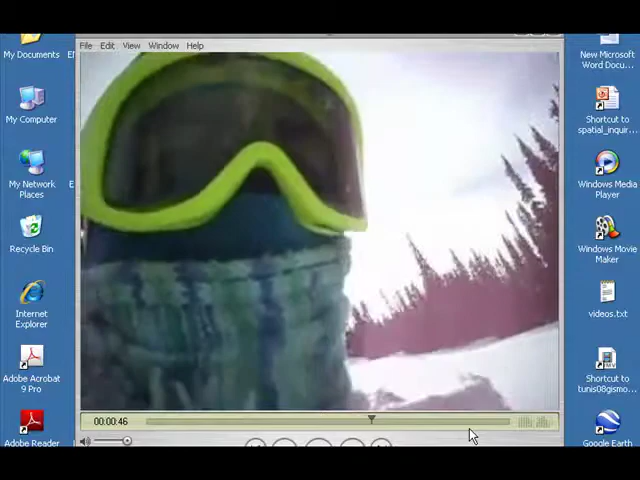 File Edit View Window Help
My Documents
My Computer
My Network
Places
Recycle Bin
Internet
Explorer
Adobe Acrobat
9 Pro
Adobe Reader
00:00:46
New Microsoft
Word Docu...
Shortcut to
spatial_inquir...
Windows Media
Player
Windows Movie
Maker
videos.txt
Shortcut to
tunis08gismo...
Google Earth